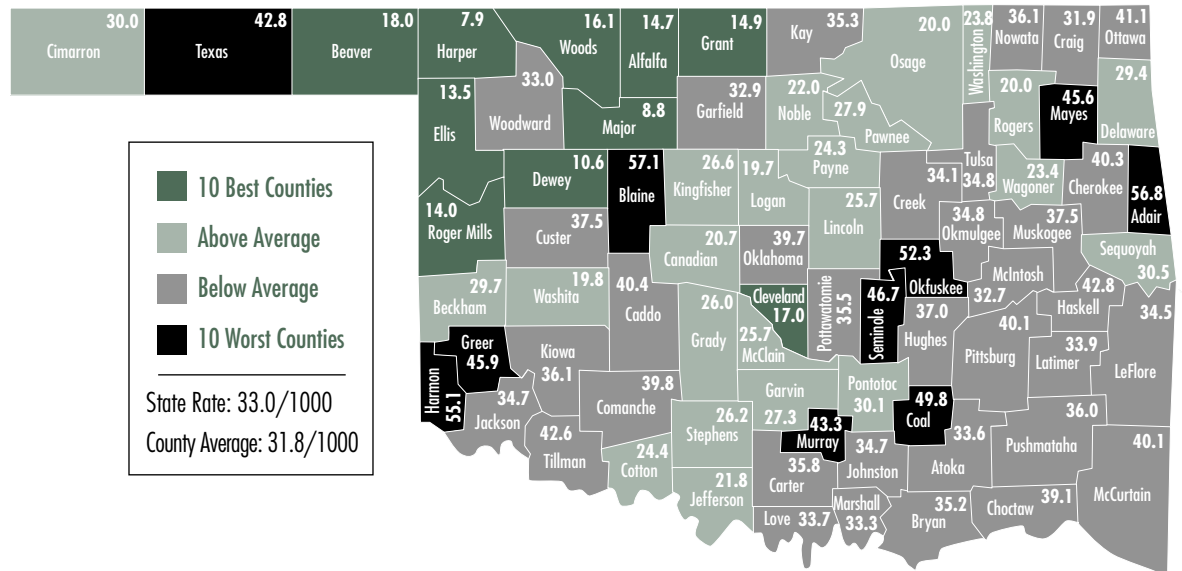 30.0
Cimarron
42.8
Texas
18.0
Beaver
7.9
Harper
16.1
Woods
14.7
Alfalfa
14.9
Grant
35.3
Kay
20.0
Osage
23.8
Washington
36.1
Nowata
31.9
Craig
41.1
Ottawa
13.5
Ellis
33.0
Woodward
8.8
Major
32.9
Garfield
22.0
Noble
27.9
Pawnee
20.0
Rogers
45.6
Mayes
29.4
Delaware
10.6
Dewey
57.1
Blaine
26.6
Kingfisher
19.7
Logan
24.3
Payne
25.7
Lincoln
34.1
Creek
Tulsa
34.8
23.4
Wagoner
40.3
Cherokee
56.8
Adair
14.0
Roger Mills
37.5
Custer
20.7
Canadian
39.7
Oklahoma
34.8
Okmulgee
37.5
Muskogee
Sequoyah
30.5
29.7
Beckham
19.8
Washita
40.4
Caddo
26.0
Grady
Cleveland
17.0
25.7
McClain
Pottawatomie
35.5
46.7
Seminole
52.3
Okfuskee
37.0
Hughes
McIntosh
32.7
42.8
Haskell
40.1
Pittsburg
33.9
Latimer
34.5
LeFlore
Harmon
55.1
Greer
45.9
Kiowa
36.1
34.7
Jackson
42.6
Tillman
39.8
Comanche
24.4
Cotton
26.2
Stephens
21.8
Jefferson
Garvin
27.3
Pontotoc
30.1
43.3
Murray
49.8
Coal
35.8
Carter
34.7
Johnston
33.6
Atoka
36.0
Pushmataha
40.1
McCurtain
Love 33.7
Marshall
33.3
35.2
Bryan
39.1
Choctaw
10 Best Counties
Above Average
Below Average
10 Worst Counties
State Rate: 33.0/1000
County Average: 31.8/1000